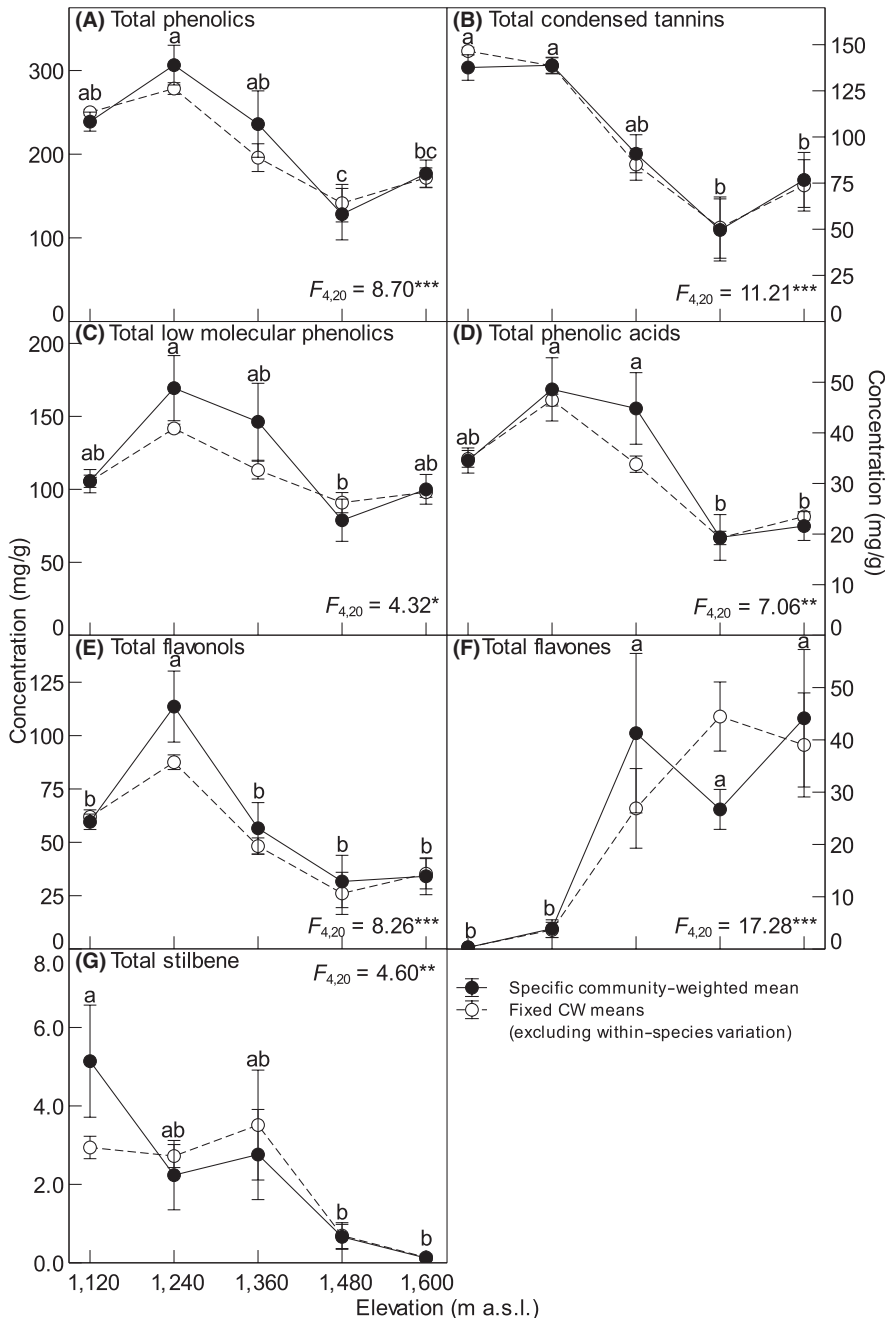 (A) Total phenolics
300
200
100
0
ab
a
ab
c
bc
F4,20 = 8.70***
(B) Total condensed tannins
150
125
100
75
50
25
0
a
a
ab
b
b
F4,20 = 11.21***
(C) Total low molecular phenolics
200
150
100
50
0
ab
a
ab
b
ab
F4,20 = 4.32*
(D) Total phenolic acids
50
40
30
20
10
0
ab
a
a
b
b
F4,20 = 7.06**
Concentration (mg/g)
Concentration (mg/g)
(E) Total flavonols
125
100
75
50
25
0
b
a
b
b
b
F4,20 = 8.26***
(F) Total flavones
50
40
30
20
10
0
b
b
a
a
a
F4,20 = 17.28***
(G) Total stilbene
8.0
6.0
4.0
2.0
0.0
a
ab
ab
b
b
F4,20 = 4.60**
Specific community-weighted mean
Fixed CW means
(excluding within-species variation)
1,120 1,240 1,360 1,480 1,600
Elevation (m a.s.l.)